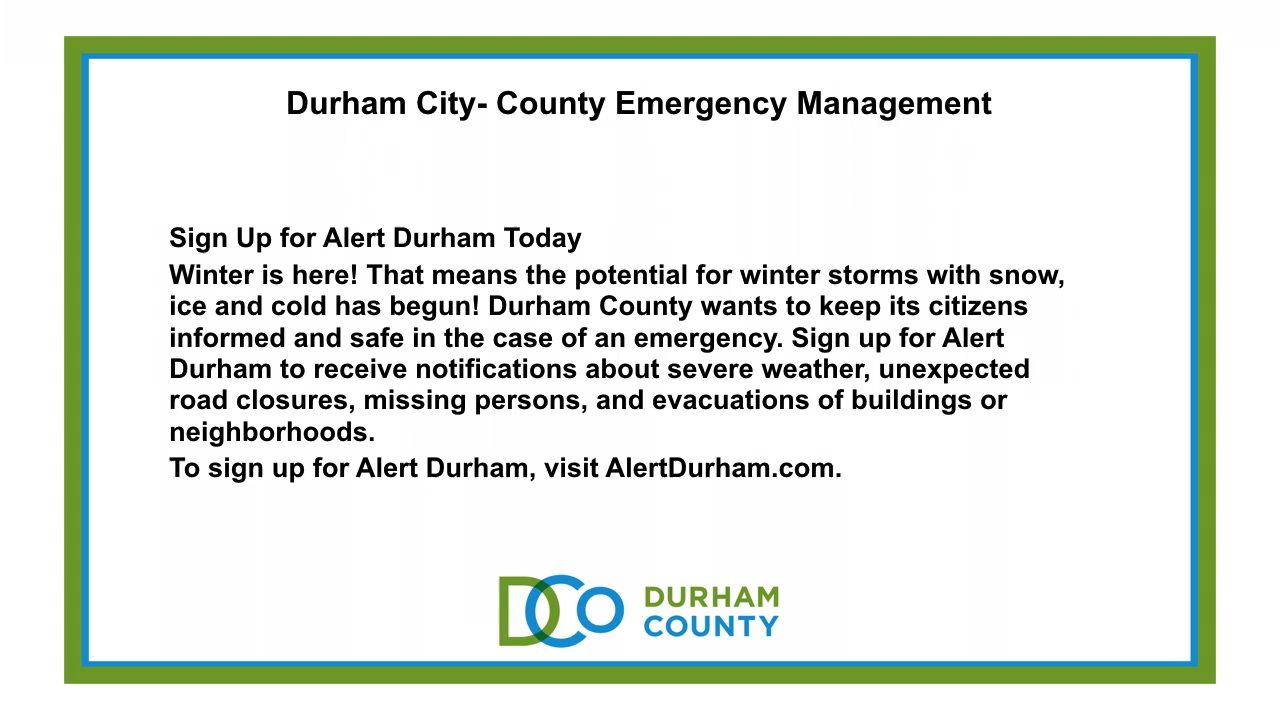 Durham City- County Emergency Management
Sign Up for Alert Durham Today
Winter is here! That means the potential for winter storms with snow,
ice and cold has begun! Durham County wants to keep its citizens
informed and safe in the case of an emergency. Sign up for Alert
Durham to receive notifications about severe weather, unexpected
road closures, missing persons, and evacuations of buildings or
neighborhoods.
To sign up for Alert Durham, visit AlertDurham.com.
DCO DURHAM
COUNTY